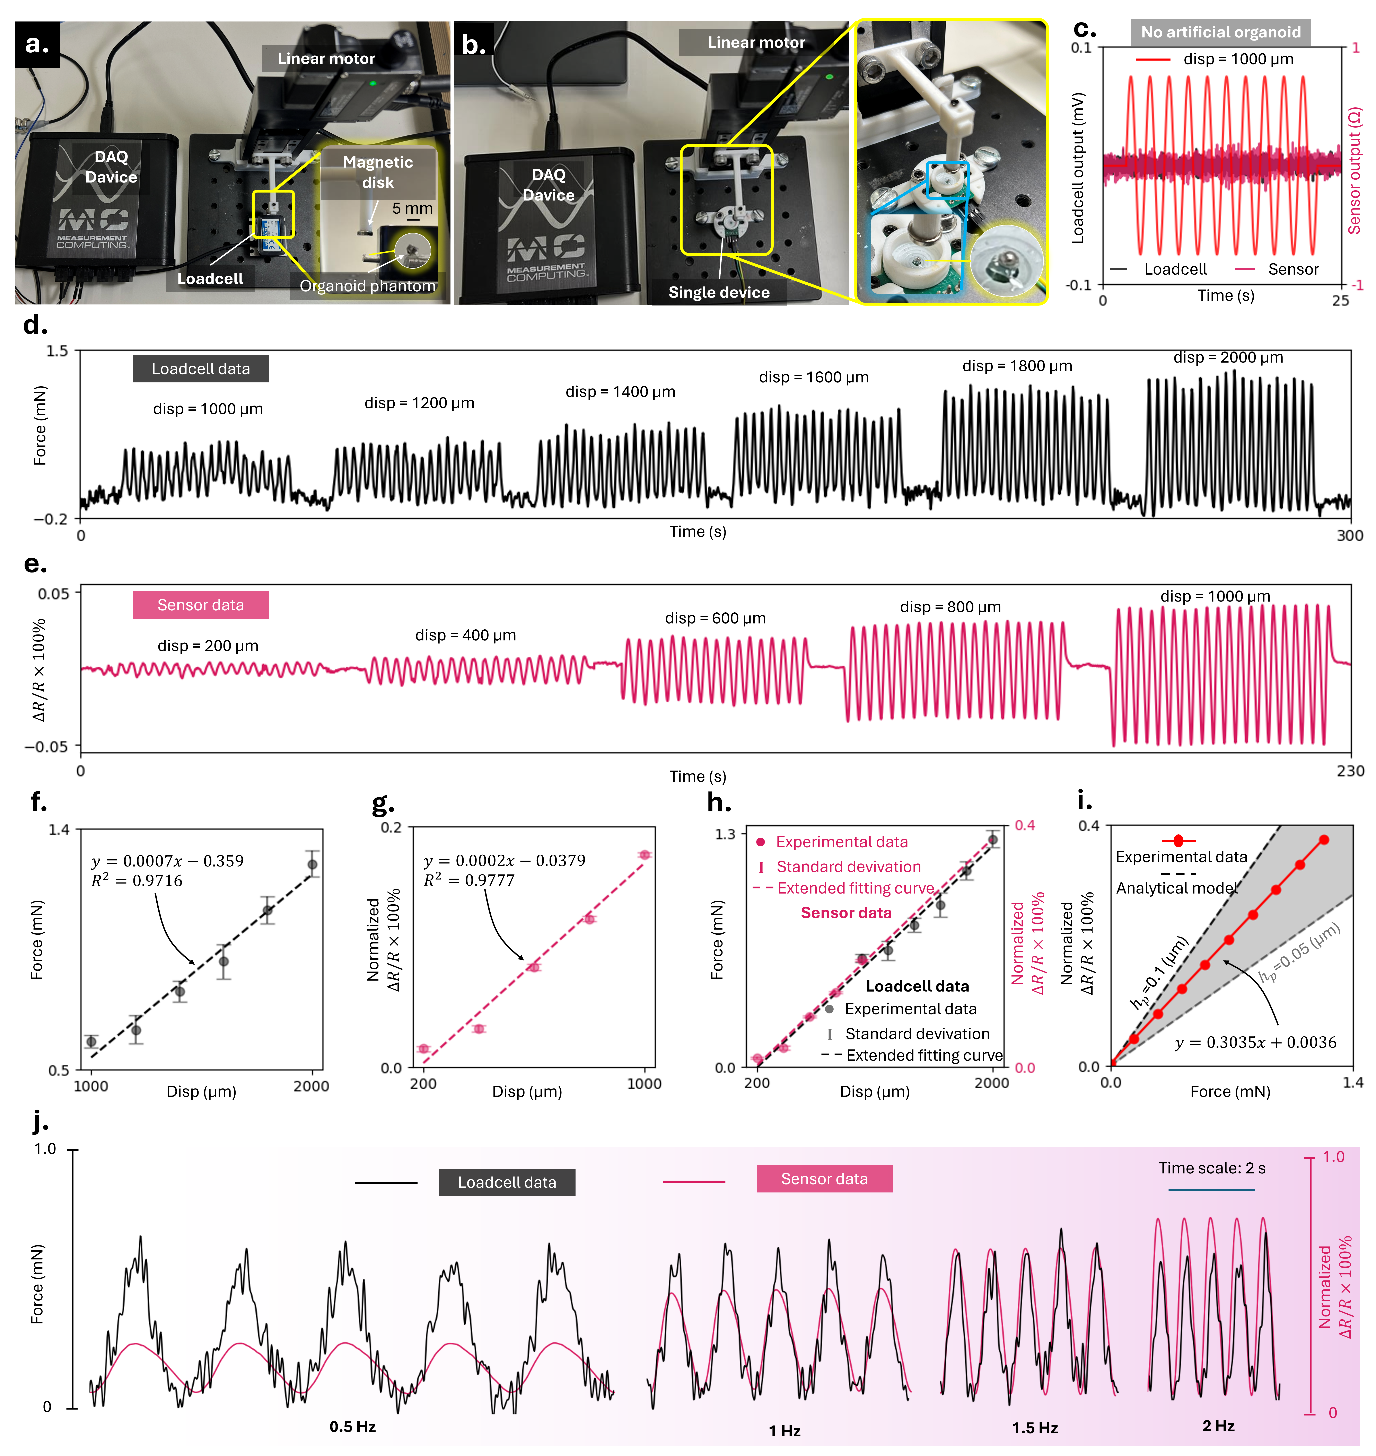 a.
Linear motor
DAQ
Davice
Magnetic
disk
5 mm
MC
MEASUREMENT
COMPUTING
Loadcell
Organoid phantom
b.
Linear motor
DAQ
Davice
MC
MEASUREMENT
COMPUTING
Single device
c.
No artificial organoid
disp = 1000 µm
0.1
-0.1
Loadcell output (mV)
1
-1
Sensor output (Ω)
Loadcell
Sensor
0
25
Time (s)
d.
1.5
−0.2
Force (mN)
Loadcell data
disp = 1000 µm
disp = 1200 µm
disp = 1400 µm
disp = 1600 µm
disp = 1800 µm
disp = 2000 µm
0
Time (s)
300
e.
0.05
−0.05
ΔR/R × 100%
Sensor data
disp = 200 µm
disp = 400 µm
disp = 600 µm
disp = 800 µm
disp = 1000 µm
0
Time (s)
230
f.
1.4
0.5
Force (mN)
y = 0.0007x − 0.359
R² = 0.9716
1000
2000
Disp (µm)
g.
0.2
0.0
Normalized
ΔR/R × 100%
y = 0.0002x − 0.0379
R² = 0.9777
200
1000
Disp (µm)
h.
1.3
0.0
Force (mN)
Experimental data
Standard devivation
Extended fitting curve
Sensor data
Loadcell data
Experimental data
Standard devivation
Extended fitting curve
0.4
0.0
Normalized
ΔR/R × 100%
200
2000
Disp (µm)
i.
0.4
0.0
Normalized
ΔR/R × 100%
Experimental data
Analytical model
hₚ=0.1 (µm)
hₚ=0.05 (µm)
y = 0.3035x + 0.0036
0.0
1.4
Force (mN)
j.
1.0
0
Force (mN)
Loadcell data
Sensor data
Time scale: 2 s
1.0
0
Normalized
ΔR/R × 100%
0.5 Hz
1 Hz
1.5 Hz
2 Hz